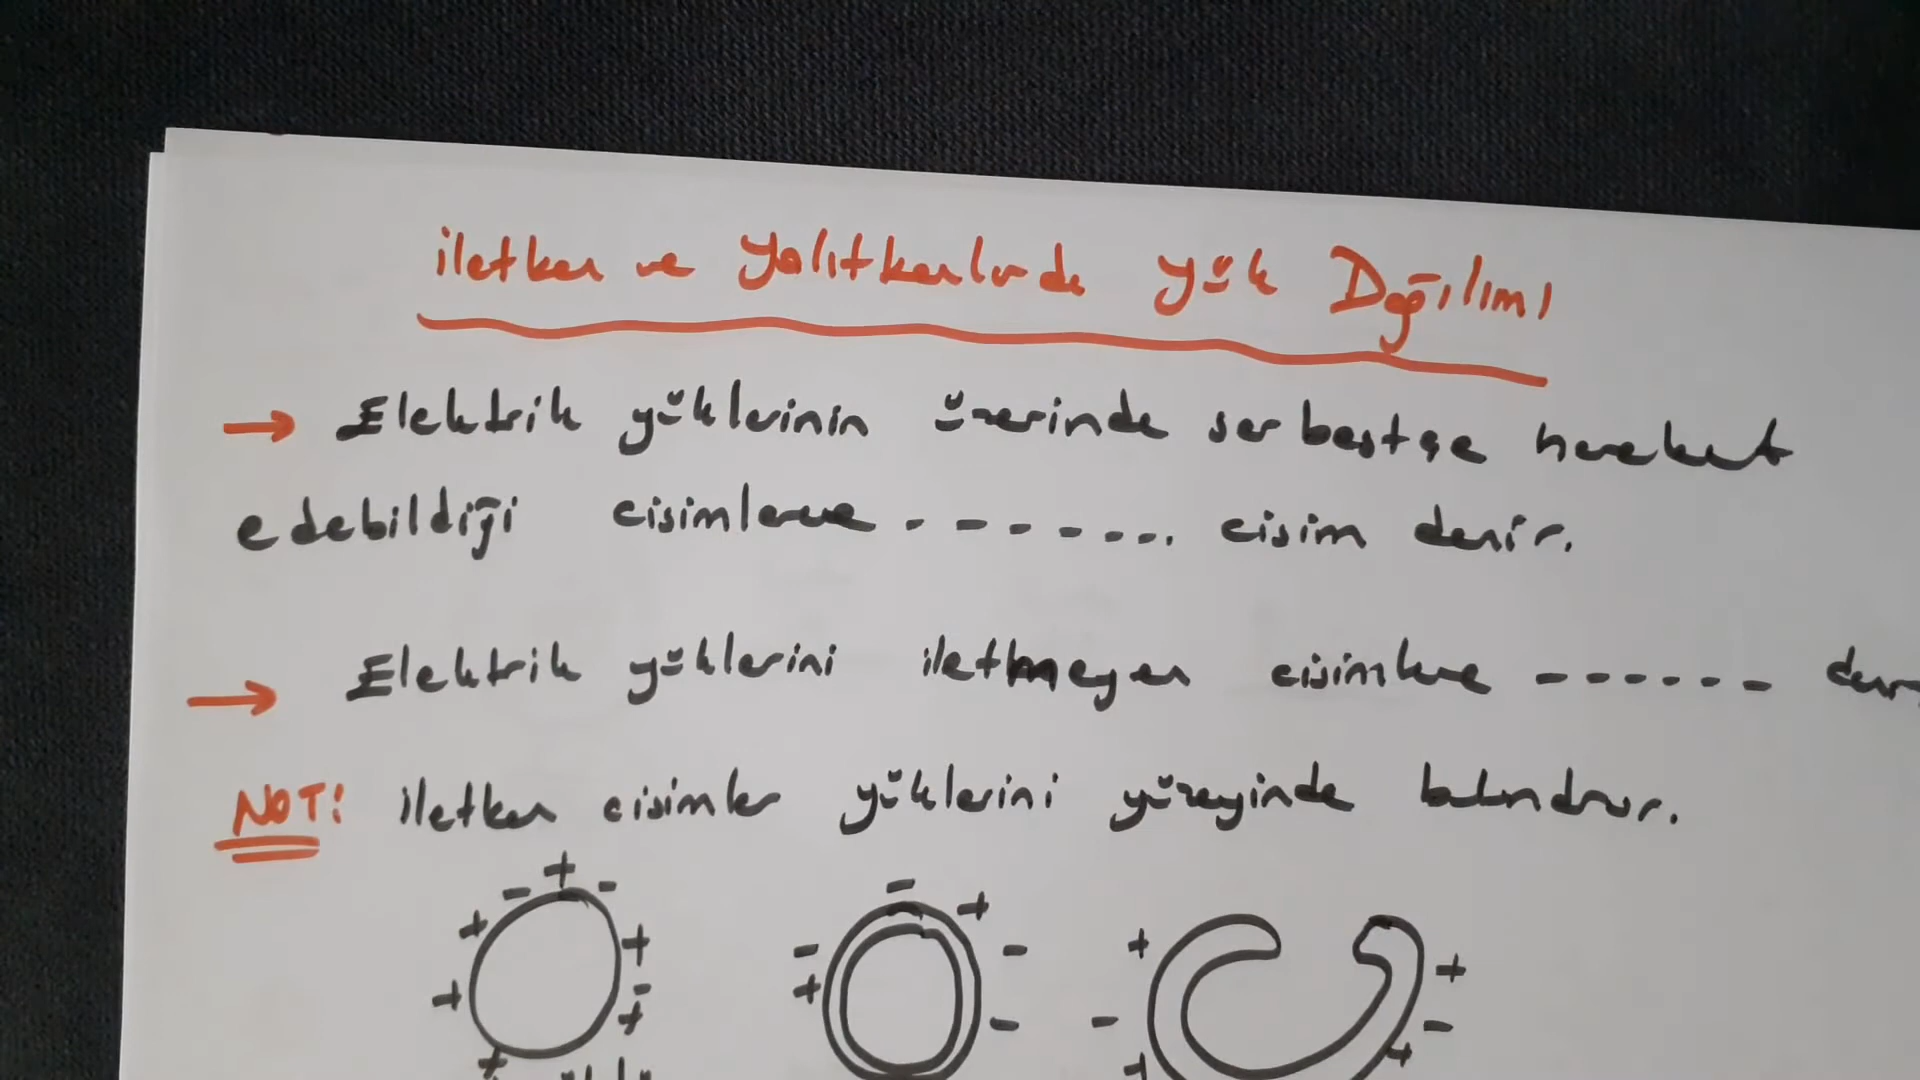 iletken ve Yalıtkanlarda yük Dağılımı
→ Elektrik yüklerinin üzerinde serbestçe hareket
edebildiği cisimlere . - - - - - .. . cisim denir.
→ Elektrik yüklerini iletmeyen cisimlere - - - - - -
NOT: iletken cisimler yüklerini yüzeyinde bulundurur.